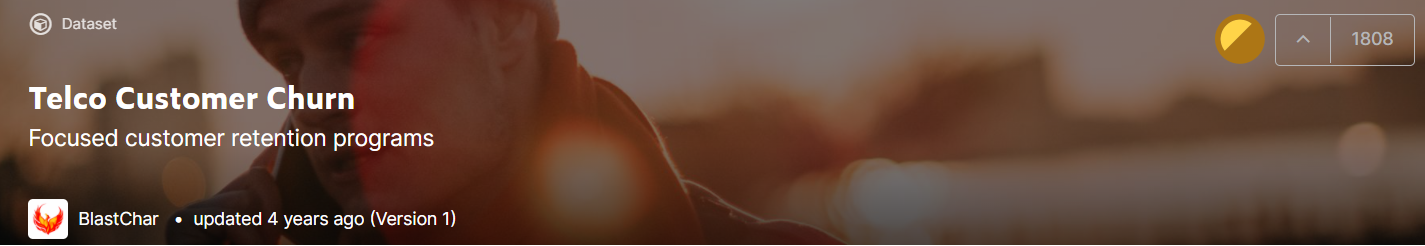 Dataset
1808
Telco Customer Churn
Focused customer retention programs
BlastChar • updated 4 years ago (Version 1)